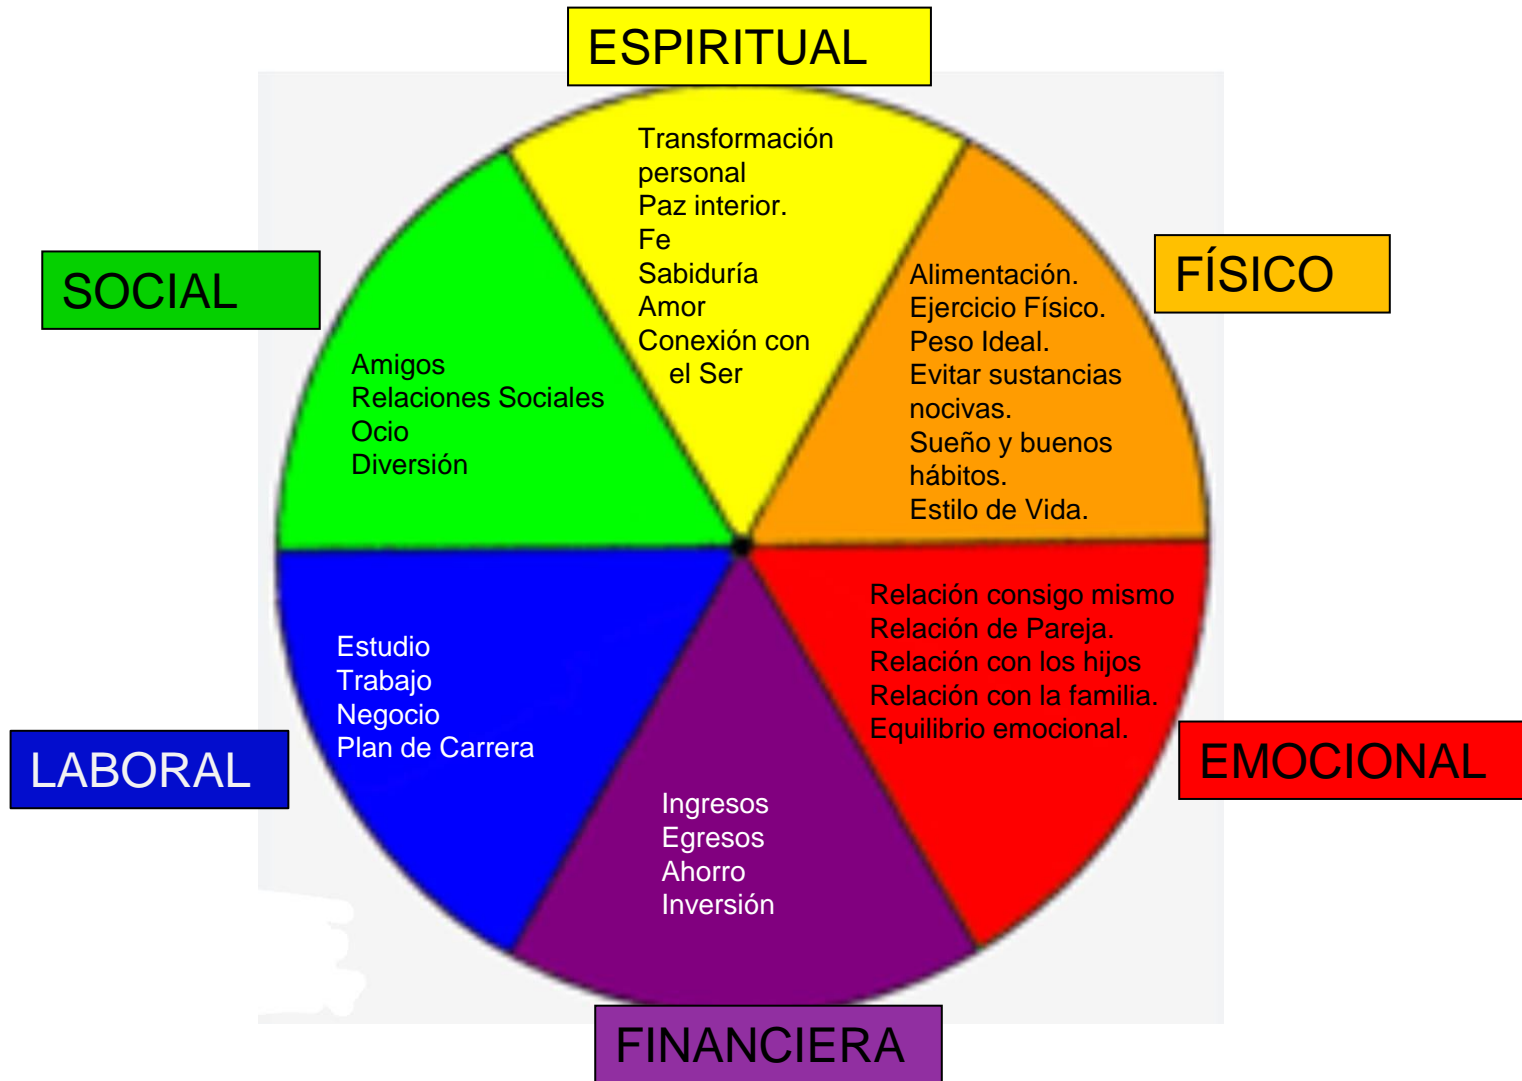 ESPIRITUAL
Transformación
personal
Paz interior.
Fe
Sabiduría
Amor
Conexión con
el Ser
FÍSICO
Alimentación.
Ejercicio Físico.
Peso Ideal.
Evitar sustancias
nocivas.
Sueño y buenos
hábitos.
Estilo de Vida.
SOCIAL
Amigos
Relaciones Sociales
Ocio
Diversión
EMOCIONAL
Relación consigo mismo
Relación de Pareja.
Relación con los hijos
Relación con la familia.
Equilibrio emocional.
LABORAL
Estudio
Trabajo
Negocio
Plan de Carrera
Ingresos
Egresos
Ahorro
Inversión
FINANCIERA